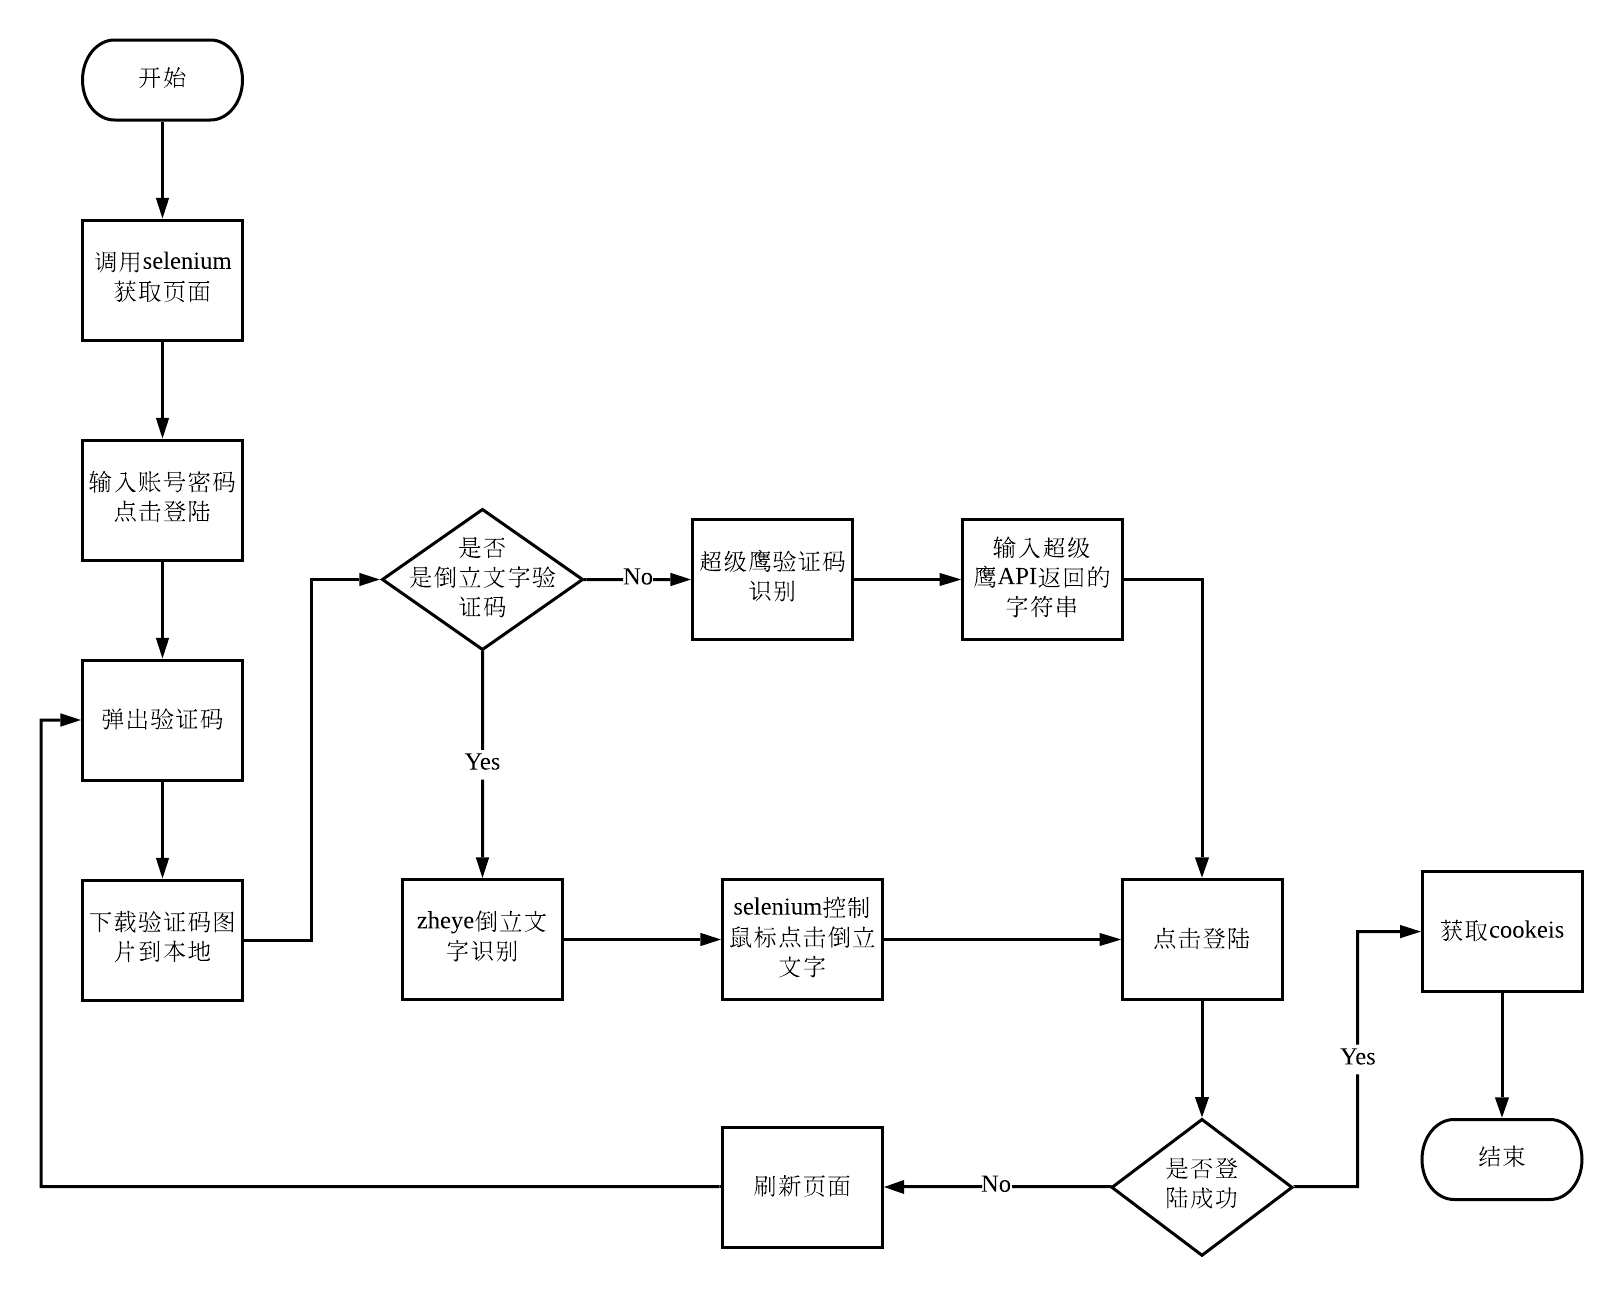 开始
调用selenium
获取页面
输入账号密码
点击登陆
弹出验证码
下载验证码图
片到本地
是否
是倒立文字验
证码
No
超级鹰验证码
识别
输入超级
鹰API返回的
字符串
Yes
zheye倒立文
字识别
selenium控制
鼠标点击倒立
文字
点击登陆
是否登
陆成功
No
刷新页面
Yes
获取cookeis
结束